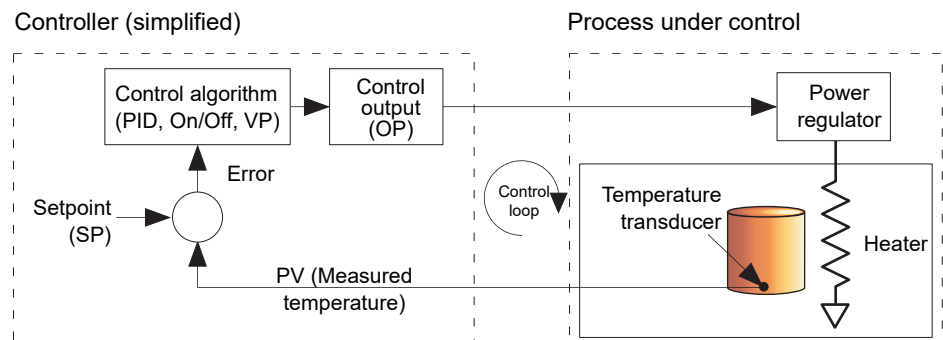 Controller (simplified)
Process under control
Control algorithm
(PID, On/Off, VP)
Control
output
(OP)
Power
regulator
Error
Setpoint
(SP)
Control
loop
Temperature
transducer
Heater
PV (Measured
temperature)